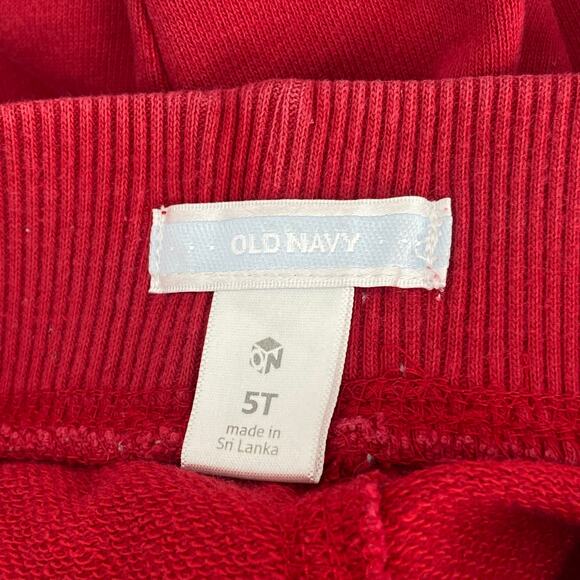 OLD NAVY
ON
5T
made in
Sri Lanka